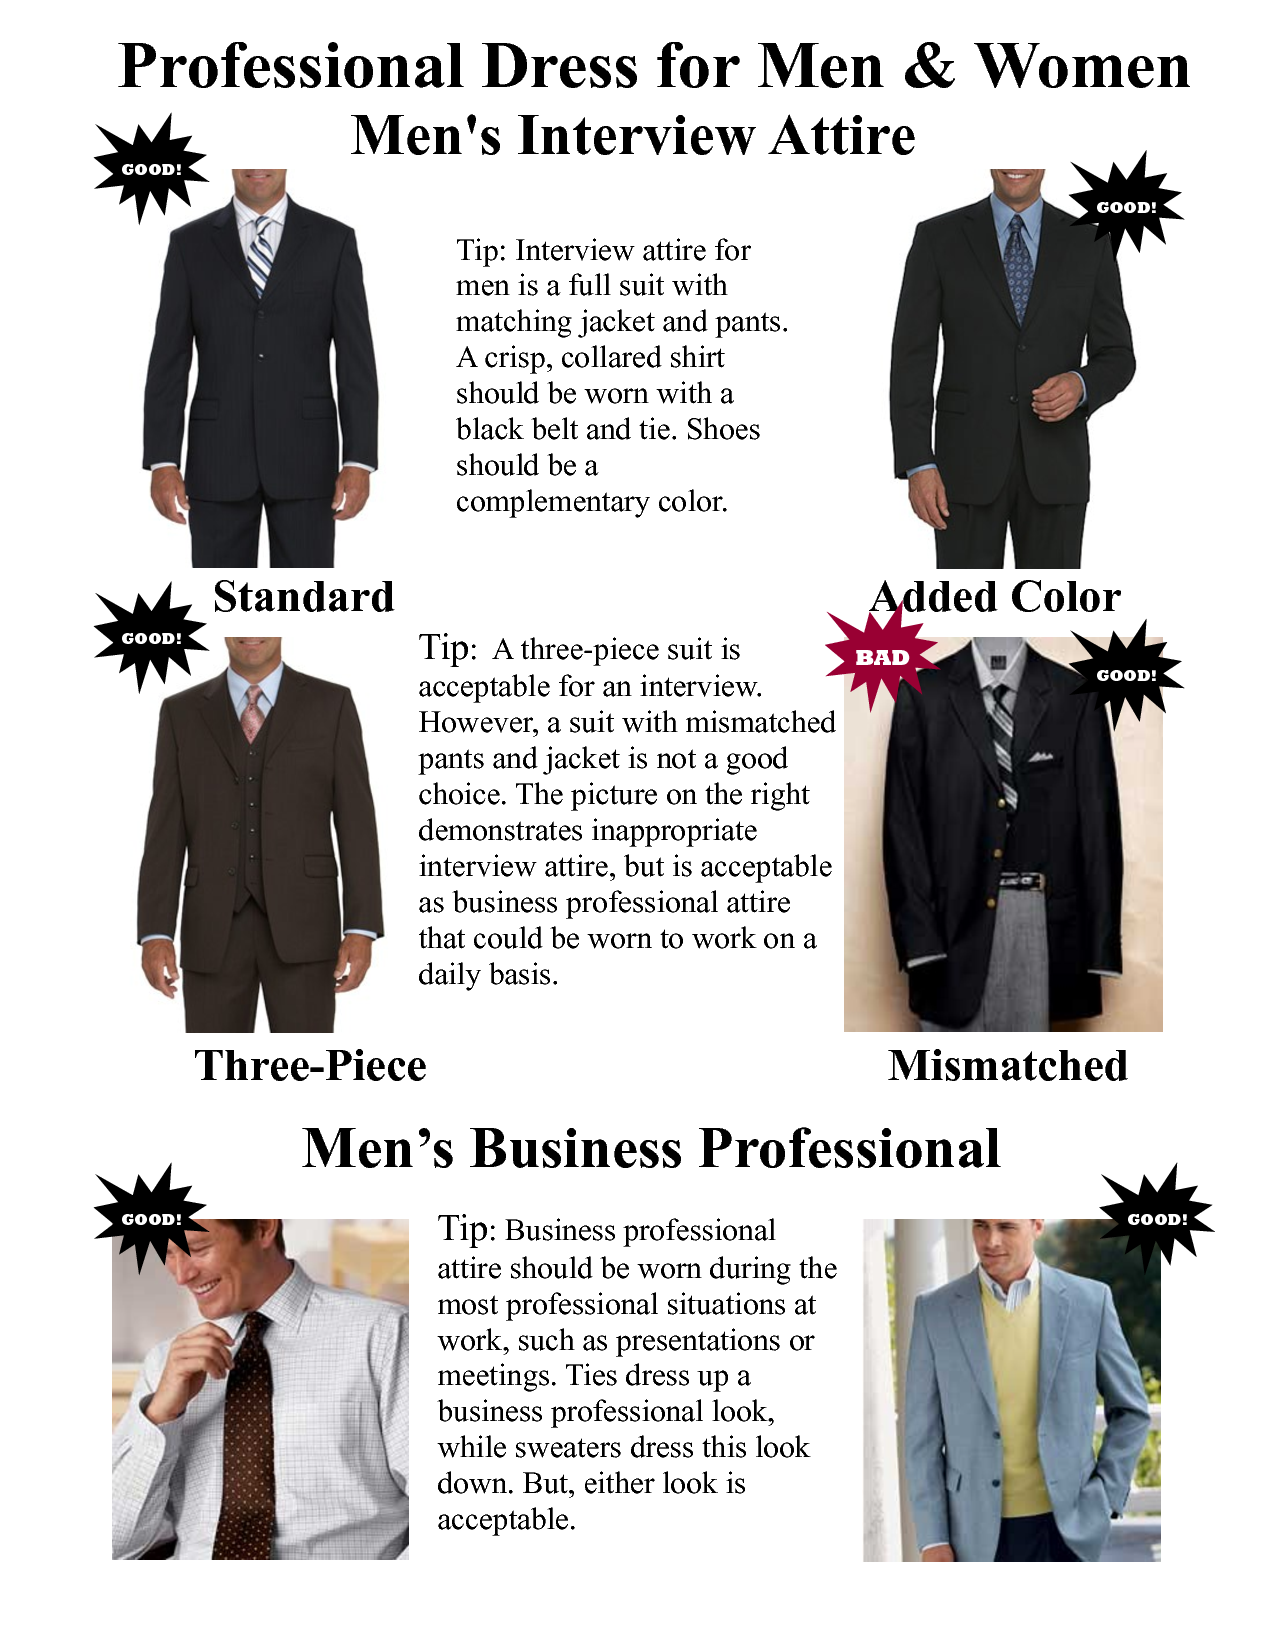 Professional Dress for Men & Women
Men's Interview Attire
GOOD!
GOOD!
Tip: Interview attire for
men is a full suit with
matching jacket and pants.
A crisp, collared shirt
should be worn with a
black belt and tie. Shoes
should be a
complementary color.
Standard
Added Color
GOOD!
BAD
GOOD!
Tip: A three-piece suit is
acceptable for an interview.
However, a suit with mismatched
pants and jacket is not a good
choice. The picture on the right
demonstrates inappropriate
interview attire, but is acceptable
as business professional attire
that could be worn to work on a
daily basis.
Three-Piece
Mismatched
Men’s Business Professional
GOOD!
GOOD!
Tip: Business professional
attire should be worn during the
most professional situations at
work, such as presentations or
meetings. Ties dress up a
business professional look,
while sweaters dress this look
down. But, either look is
acceptable.